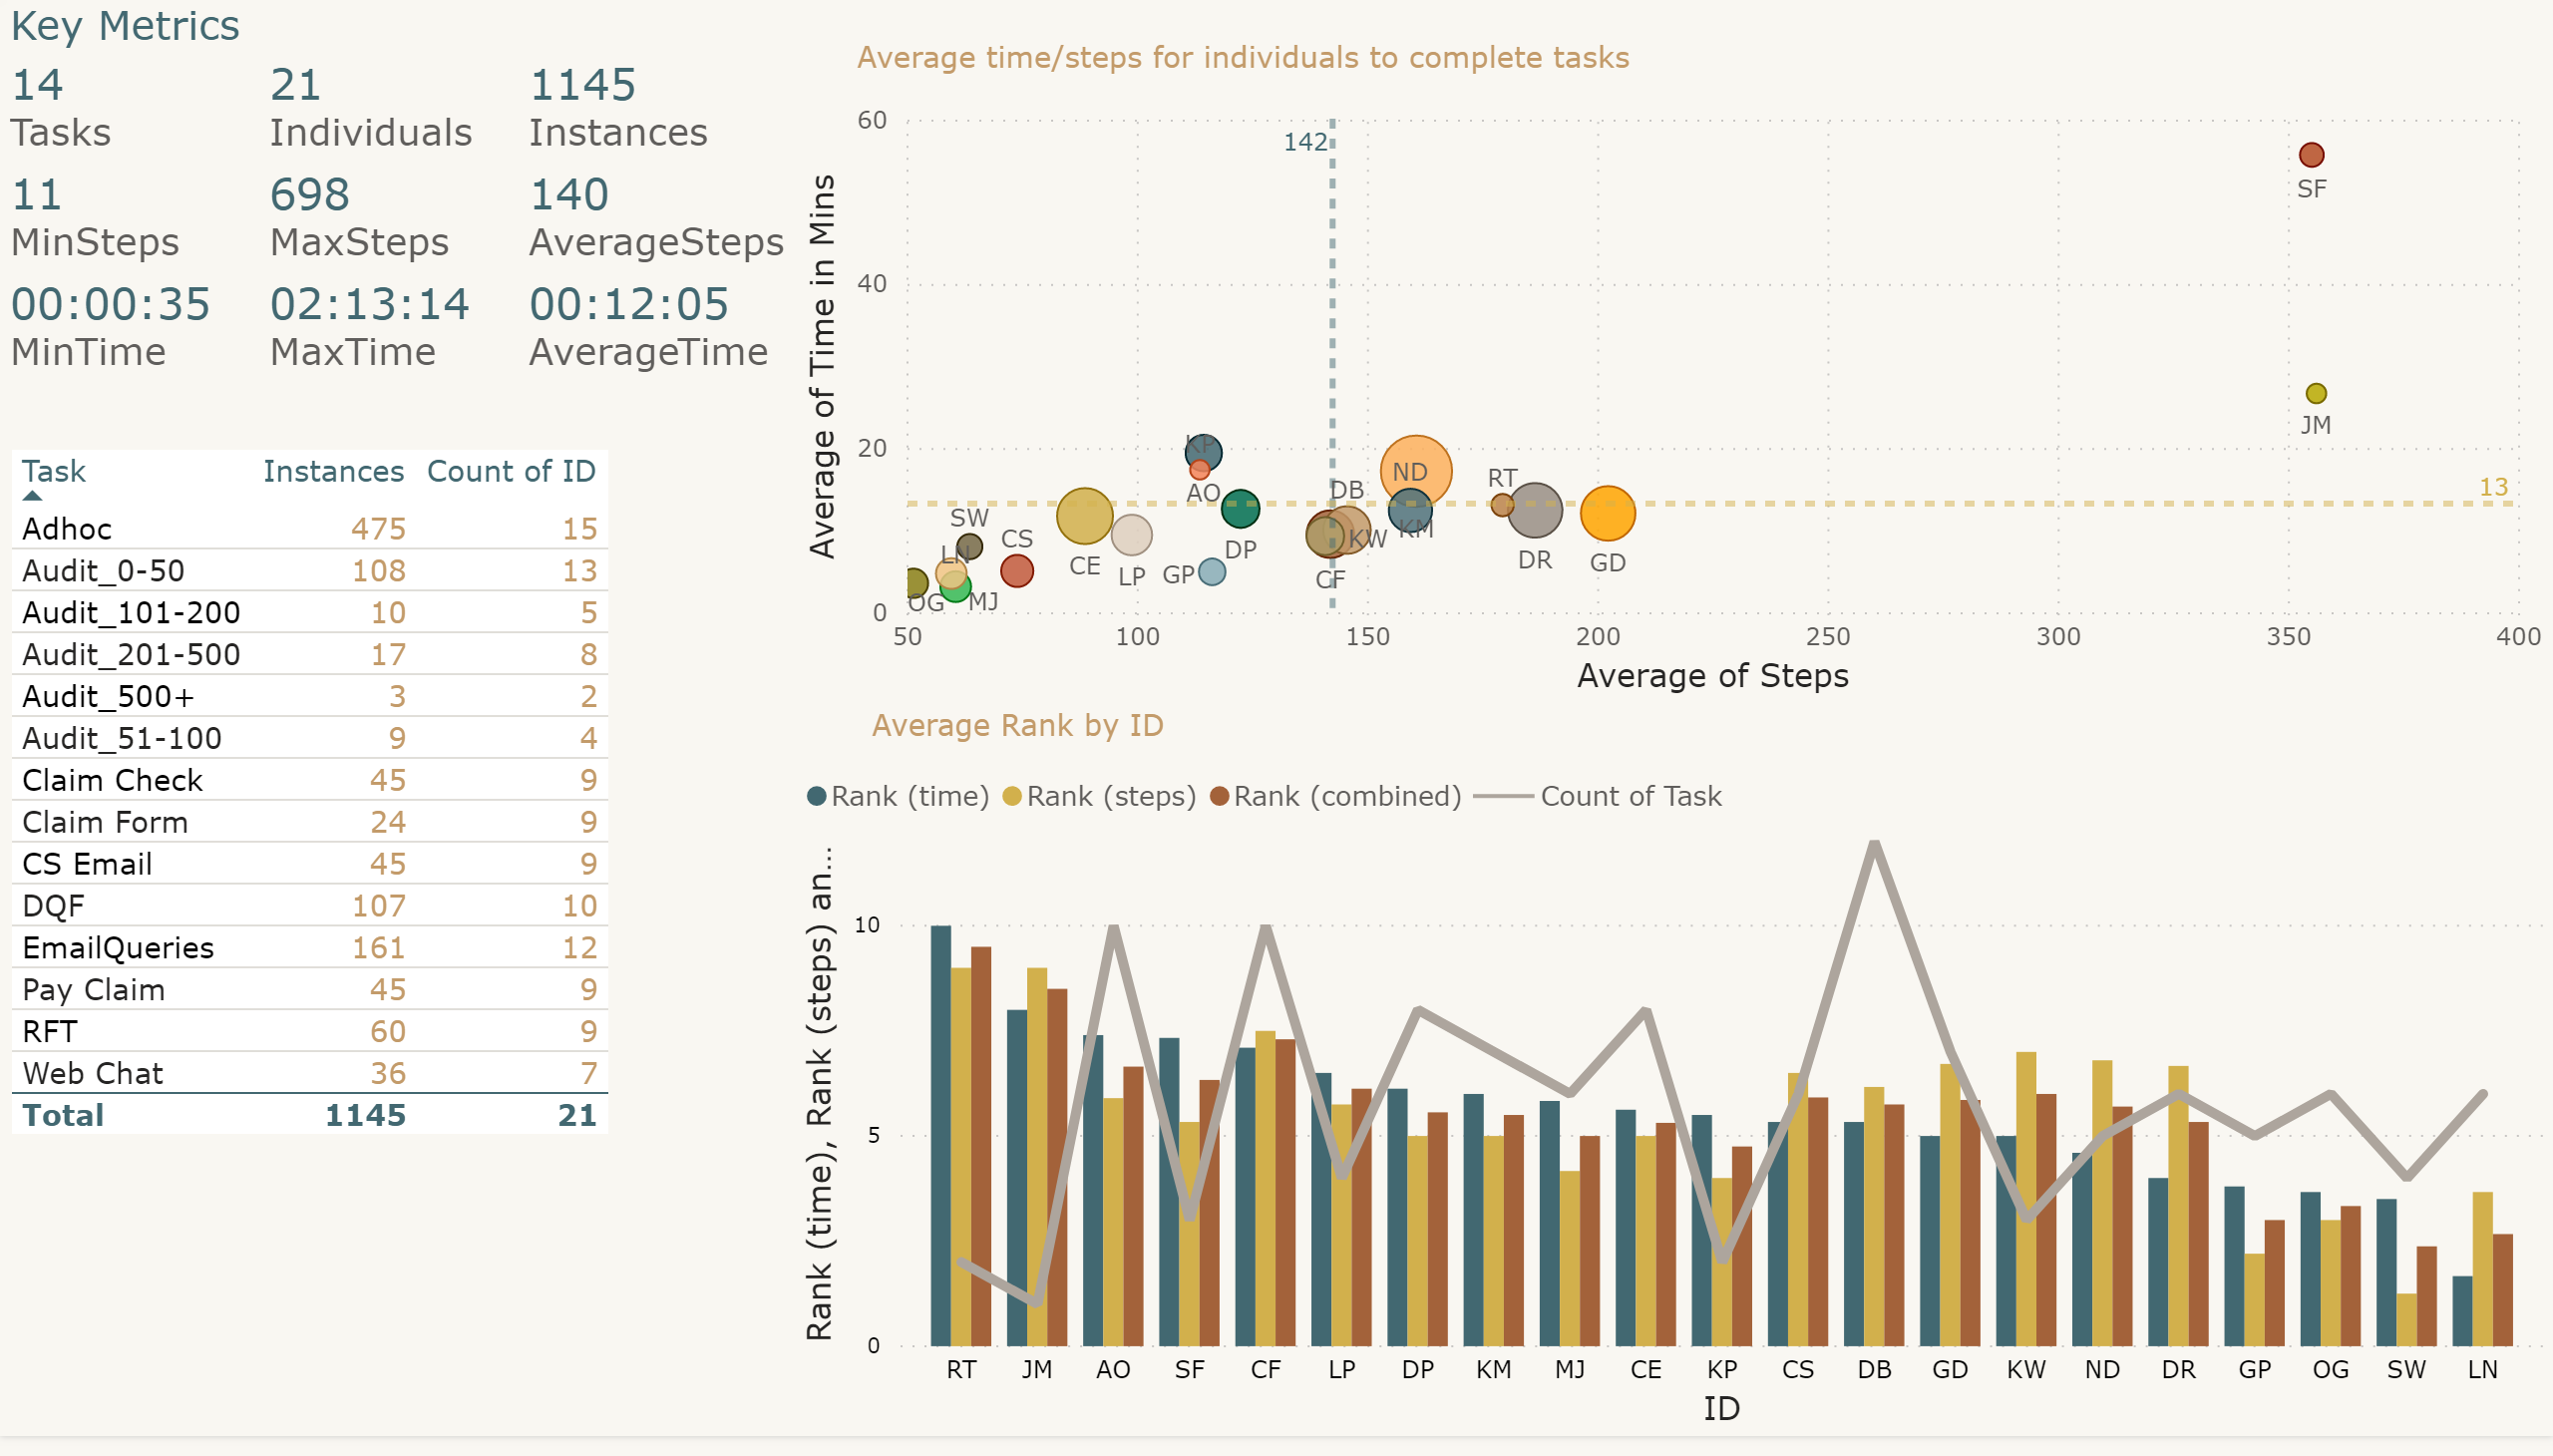 Key Metrics
14 21 1145
Tasks Individuals Instances
11 698 140
MinSteps MaxSteps AverageSteps
00:00:35 02:13:14 00:12:05
MinTime MaxTime AverageTime
Task Instances Count of ID
Adhoc 475 15
Audit_0-50 108 13
Audit_101-200 10 5
Audit_201-500 17 8
Audit_500+ 3 2
Audit_51-100 9 4
Claim Check 45 9
Claim Form 24 9
CS Email 45 9
DQF 107 10
EmailQueries 161 12
Pay Claim 45 9
RFT 60 9
Web Chat 36 7
Total 1145 21
Average time/steps for individuals to complete tasks
Average of Time in Mins
60
40
20
0
142
13
SF
JM
KP
AO
ND
RT
DB
SW
CS
LN
CE
LP
GP
DP
KW
KM
CF
DR
GD
OG
MJ
50 100 150 200 250 300 350 400
Average of Steps
Average Rank by ID
Rank (time) Rank (steps) Rank (combined) Count of Task
Rank (time), Rank (steps) an...
10
5
0
RT JM AO SF CF LP DP KM MJ CE KP CS DB GD KW ND DR GP OG SW LN
ID